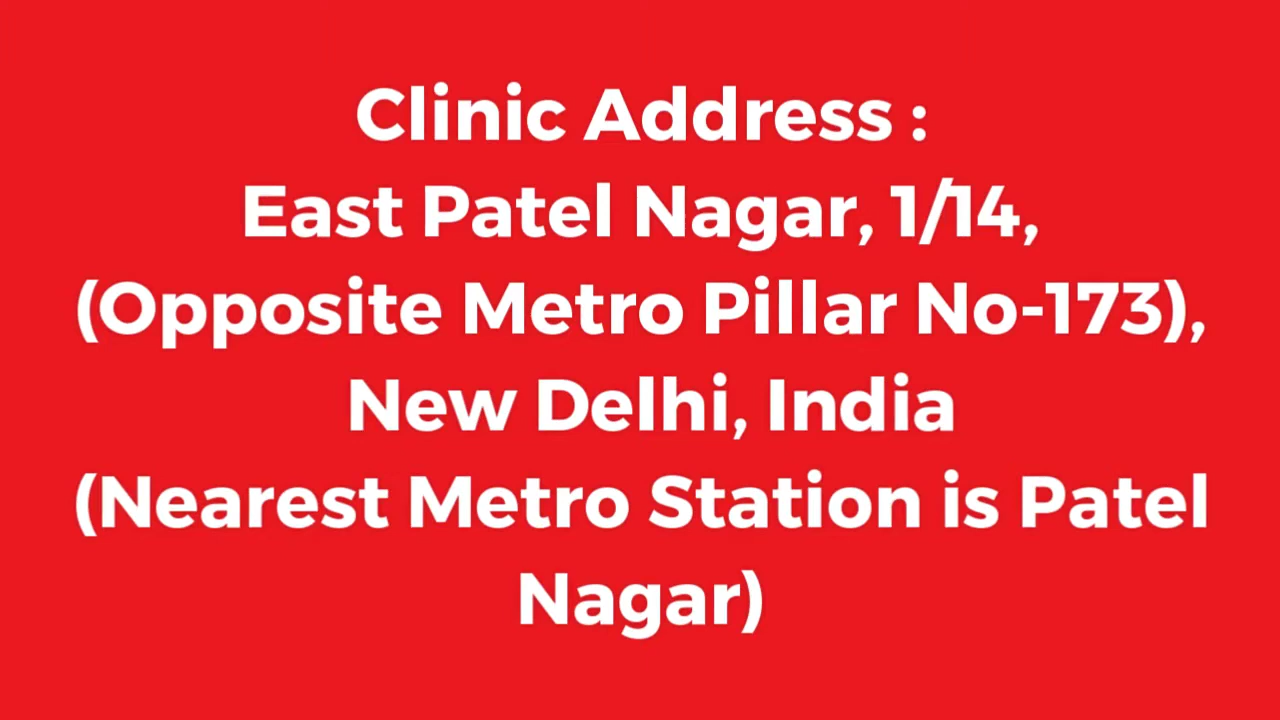 Clinic Address :
East Patel Nagar, 1/14,
(Opposite Metro Pillar No-173),
New Delhi, India
(Nearest Metro Station is Patel
Nagar)